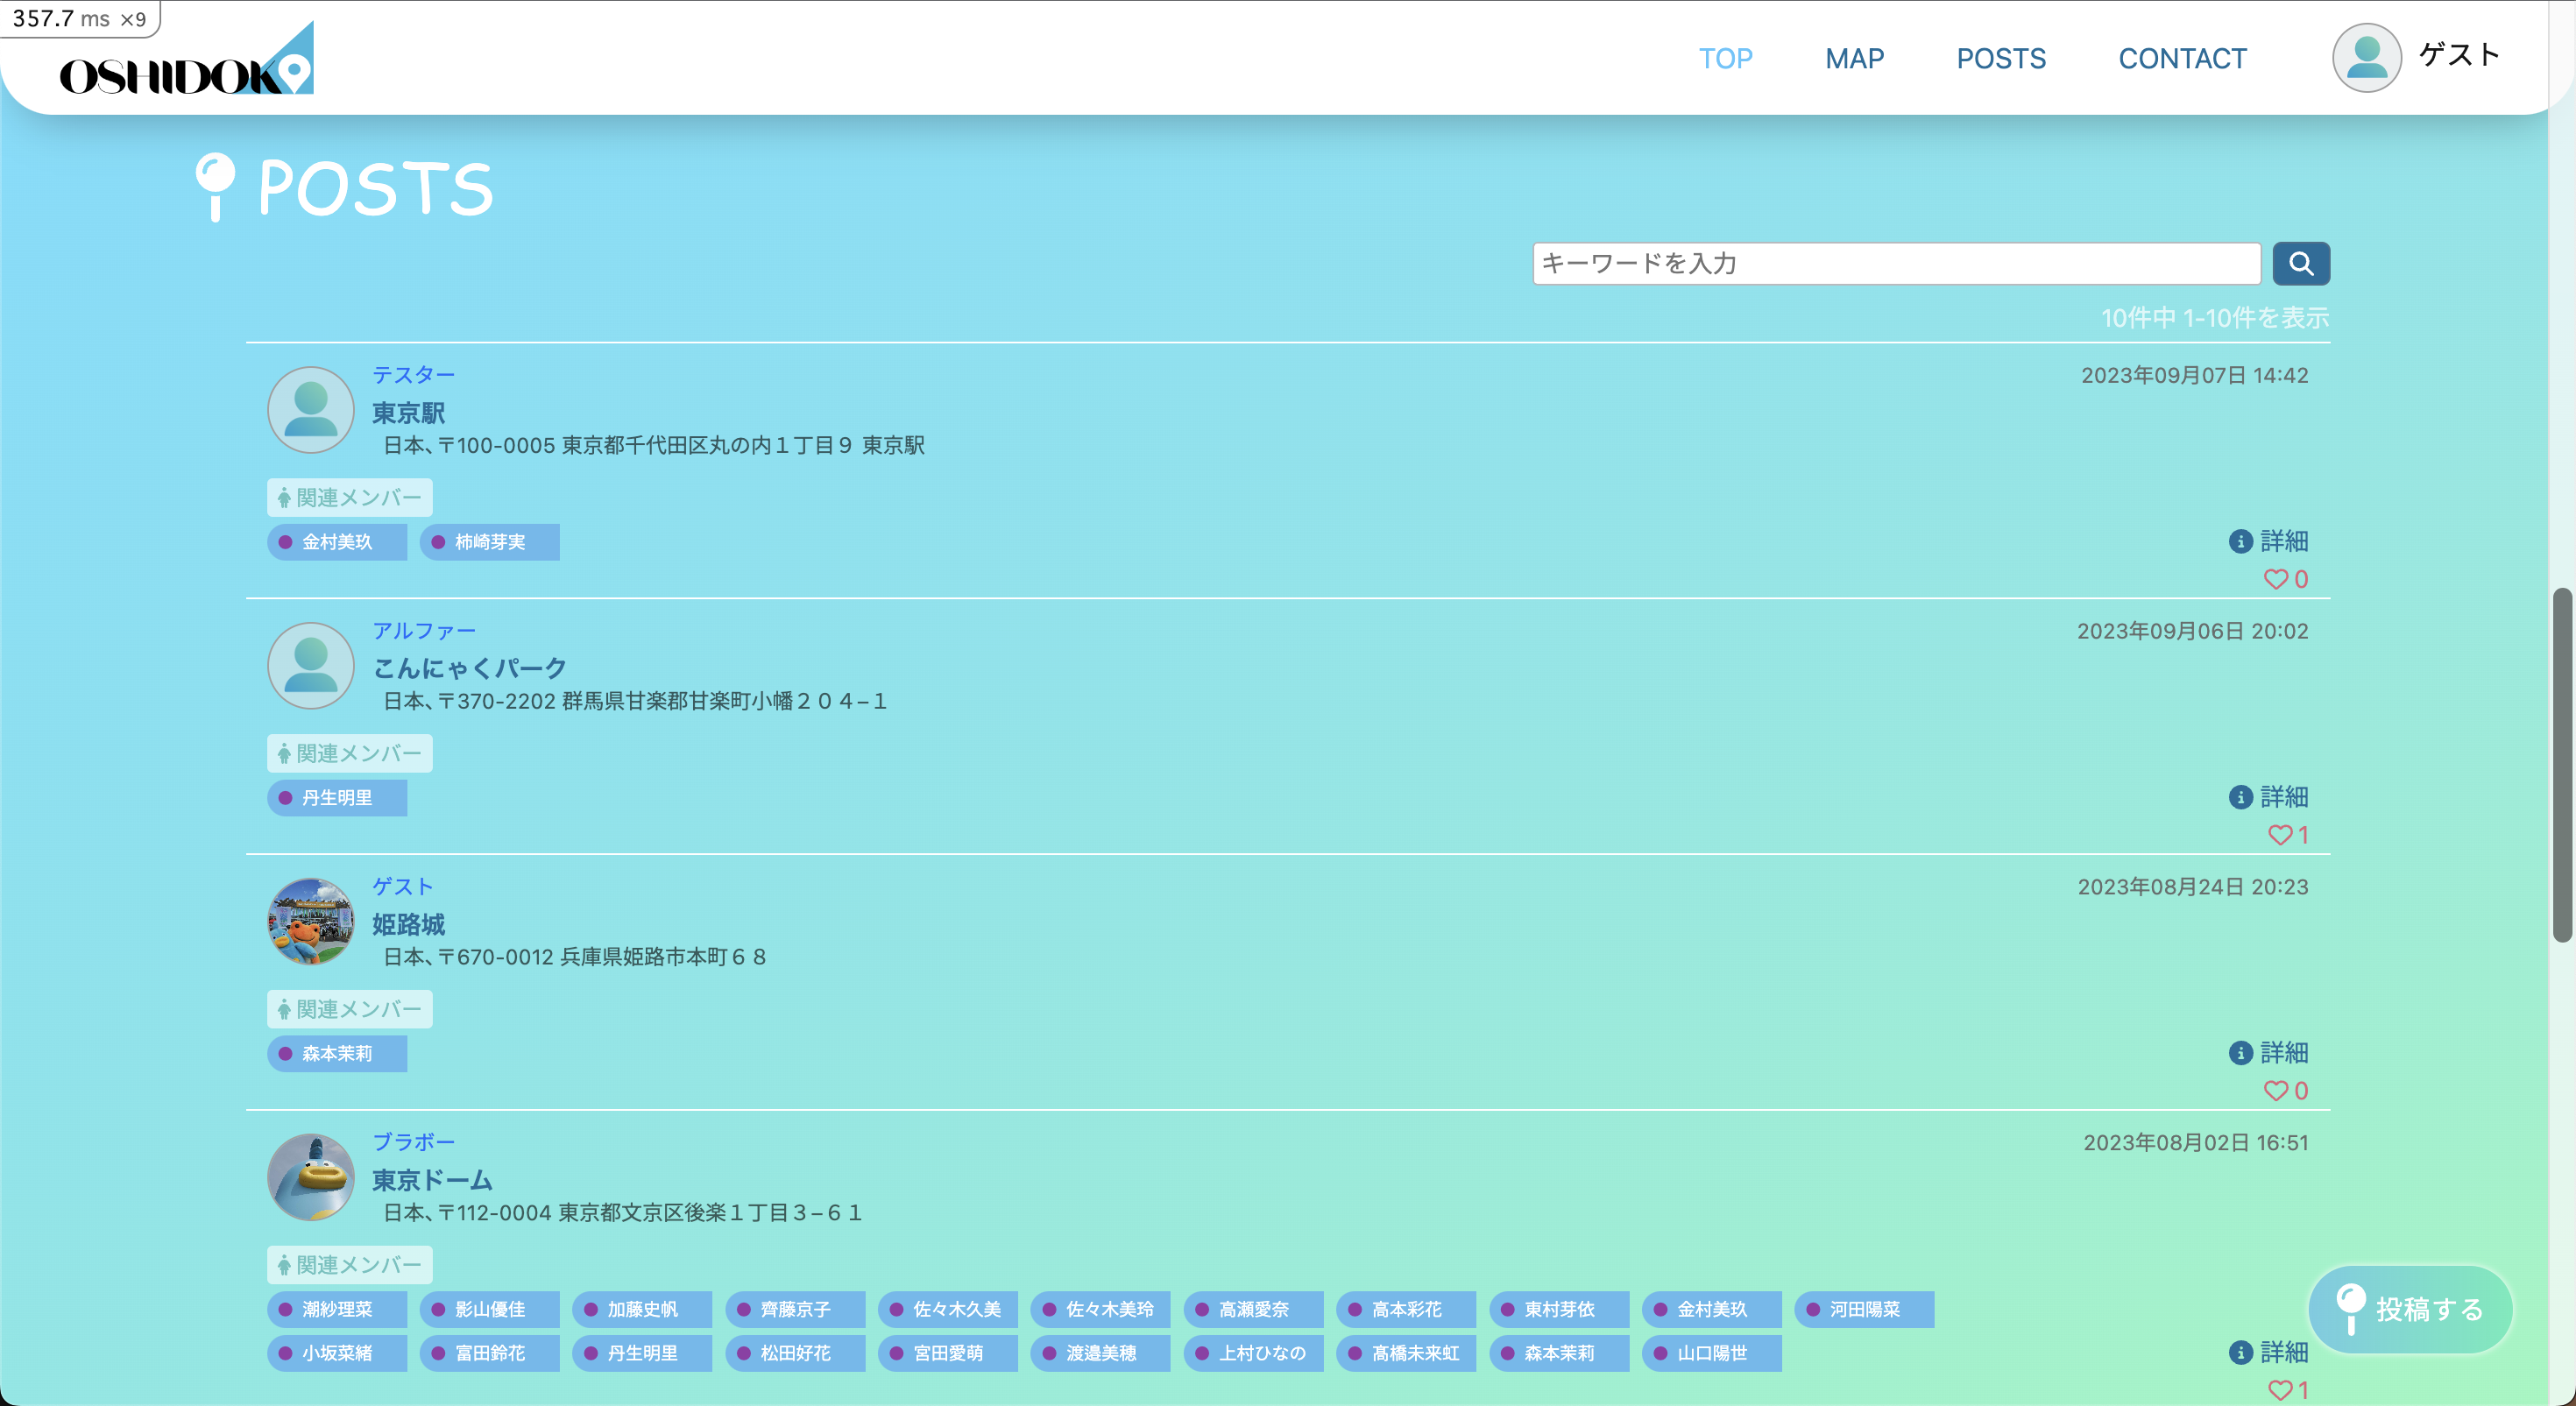 357.7 ms ×9
OSHIDOKO
TOP MAP POSTS CONTACT ゲスト
POSTS
キーワードを入力
10件中 1-10件を表示
テスター 2023年09月07日 14:42
東京駅
日本、〒100-0005 東京都千代田区丸の内１丁目９ 東京駅
関連メンバー
金村美玖 柿崎芽実 詳細
0
アルファー 2023年09月06日 20:02
こんにゃくパーク
日本、〒370-2202 群馬県甘楽郡甘楽町小幡２０４−１
関連メンバー
丹生明里 詳細
1
ゲスト 2023年08月24日 20:23
姫路城
日本、〒670-0012 兵庫県姫路市本町６８
関連メンバー
森本茉莉 詳細
0
ブラボー 2023年08月02日 16:51
東京ドーム
日本、〒112-0004 東京都文京区後楽１丁目３−６１
関連メンバー
潮紗理菜 影山優佳 加藤史帆 齊藤京子 佐々木久美 佐々木美玲 高瀬愛奈 高本彩花 東村芽依 金村美玖 河田陽菜 投稿する
小坂菜緒 富田鈴花 丹生明里 松田好花 宮田愛萌 渡邉美穂 上村ひなの 髙橋未来虹 森本茉莉 山口陽世 詳細
1